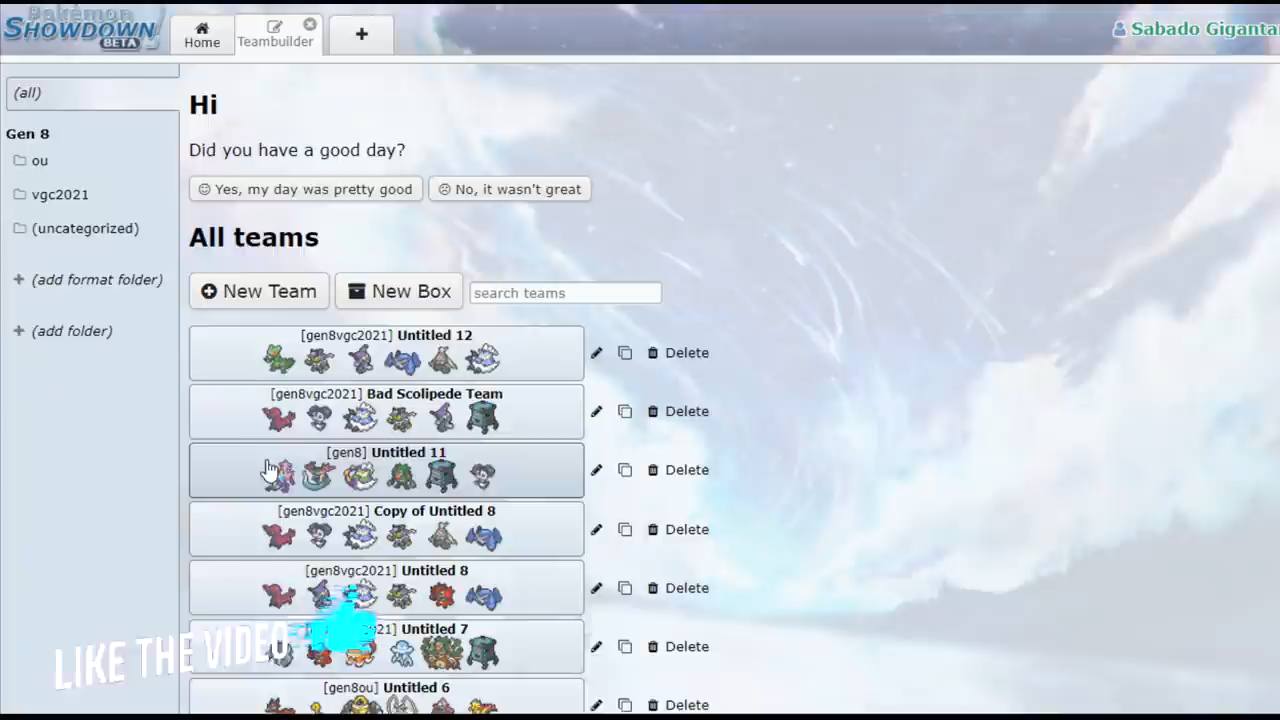 Pokémon
SHOWDOWN
BETA
Home
Teambuilder
Sabado Giganta
(all)
Gen 8
ou
vgc2021
(uncategorized)
(add format folder)
(add folder)
Hi
Did you have a good day?
Yes, my day was pretty good
No, it wasn't great
All teams
New Team
New Box
search teams
[gen8vgc2021] Untitled 12
Delete
[gen8vgc2021] Bad Scolipede Team
Delete
[gen8] Untitled 11
Delete
[gen8vgc2021] Copy of Untitled 8
Delete
[gen8vgc2021] Untitled 8
Delete
021] Untitled 7
Delete
[gen8ou] Untitled 6
Delete
LIKE THE VIDEO